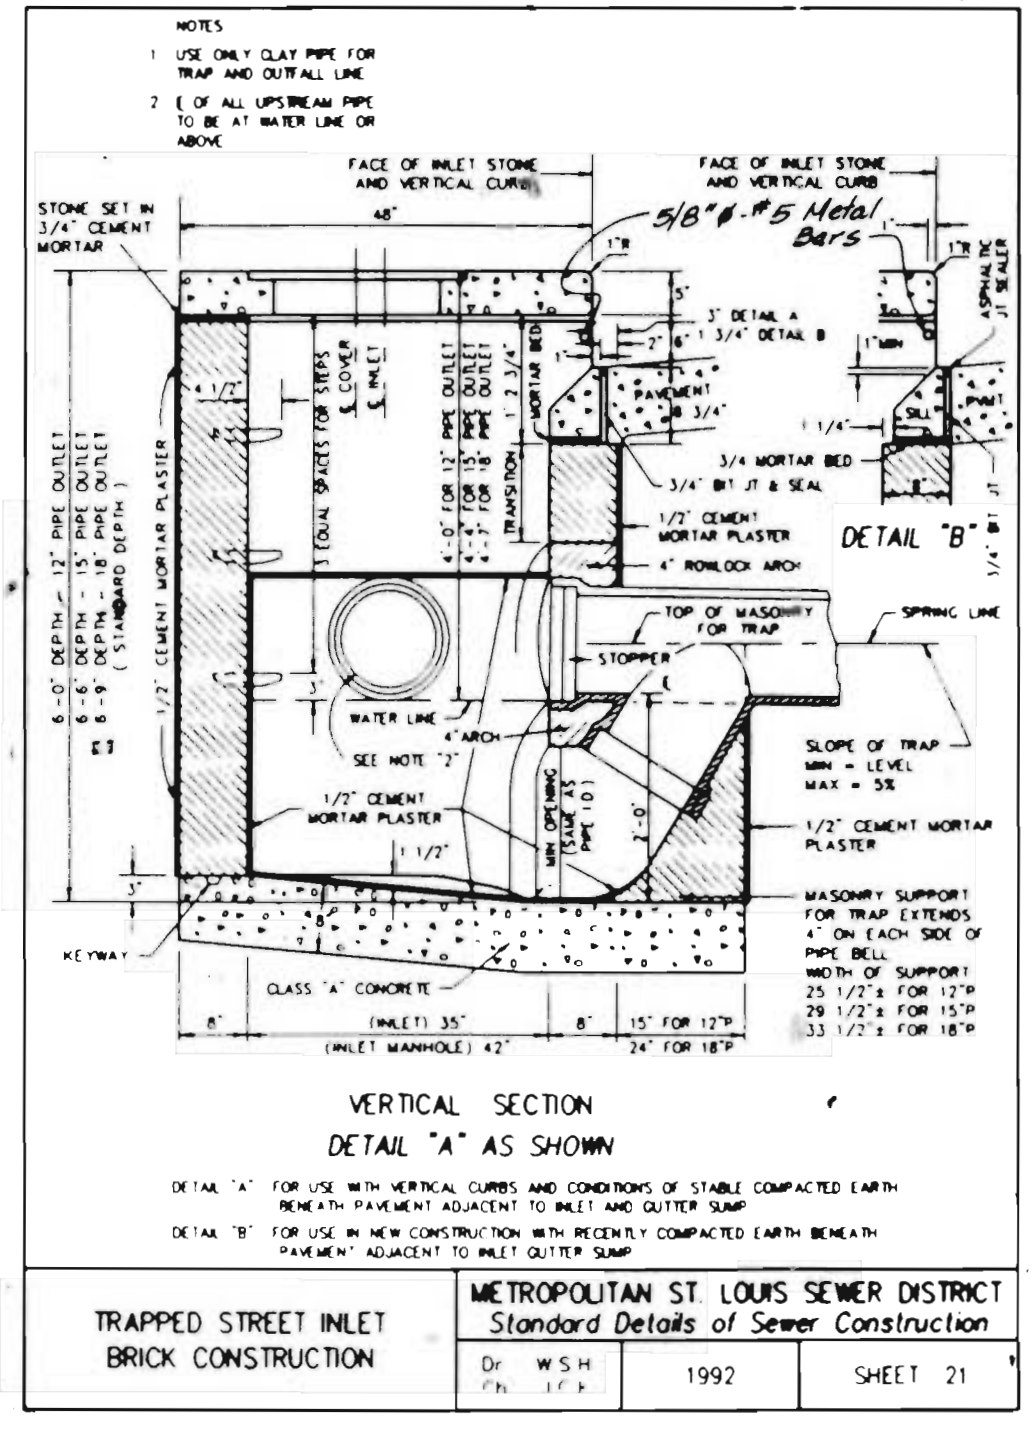 NOTES
1 USE ONLY CLAY PIPE FOR
TRAP AND OUTFALL LINE
2 ℄ OF ALL UPSTREAM PIPE
TO BE AT WATER LINE OR
ABOVE
FACE OF INLET STONE
AND VERTICAL CURB
FACE OF INLET STONE
AND VERTICAL CURB
STONE SET IN
3/4" CEMENT
MORTAR
48"
5/8" ø - #5 Metal
Bars
1"
1"R
1"R
ASPHALTIC
JT SEALER
5"
3" DETAIL A
1 3/4" DETAIL B
6"
2"
1"
1" MIN
4 1/2"
3 EQUAL SPACES FOR STEPS
℄ COVER
℄ INLET
4'-0" FOR 12" PIPE OUTLET
4'-4" FOR 15" PIPE OUTLET
4'-7" FOR 18" PIPE OUTLET
1' 2 3/4"
TRANSITION
MORTAR BED
PAVEMENT
8 3/4"
SILL
PVMT
1 1/4"
3/4 MORTAR BED
3/4" BIT JT & SEAL
8"
3/4" BIT JT
1/2" CEMENT
MORTAR PLASTER
DETAIL "B"
4" ROWLOCK ARCH
6'-0" DEPTH - 12" PIPE OUTLET
6'-6" DEPTH - 15" PIPE OUTLET
6'-9" DEPTH - 18" PIPE OUTLET
( STANDARD DEPTH )
1/2" CEMENT MORTAR PLASTER
TOP OF MASONRY
FOR TRAP
SPRING LINE
STOPPER
℄
3"
WATER LINE
4" ARCH
SEE NOTE "2"
SLOPE OF TRAP
MIN = LEVEL
MAX = 5%
1/2" CEMENT
MORTAR PLASTER
MIN OPENING
(SAME AS
PIPE I D)
2'-0"
1/2" CEMENT MORTAR
PLASTER
1 1/2"
3"
8"
KEYWAY
MASONRY SUPPORT
FOR TRAP EXTENDS
4" ON EACH SIDE OF
PIPE BELL
WIDTH OF SUPPORT
25 1/2"± FOR 12"P
29 1/2"± FOR 15"P
33 1/2"± FOR 18"P
CLASS "A" CONCRETE
8"
(INLET) 35"
8"
15" FOR 12"P
(INLET MANHOLE) 42"
24" FOR 18"P
VERTICAL SECTION
DETAIL "A" AS SHOWN
DETAIL "A" FOR USE WITH VERTICAL CURBS AND CONDITIONS OF STABLE COMPACTED EARTH
BENEATH PAVEMENT ADJACENT TO INLET AND GUTTER SUMP
DETAIL "B" FOR USE IN NEW CONSTRUCTION WITH RECENTLY COMPACTED EARTH BENEATH
PAVEMENT ADJACENT TO INLET GUTTER SUMP
TRAPPED STREET INLET
BRICK CONSTRUCTION
METROPOLITAN ST. LOUIS SEWER DISTRICT
Standard Details of Sewer Construction
Dr W S H
1992
SHEET 21